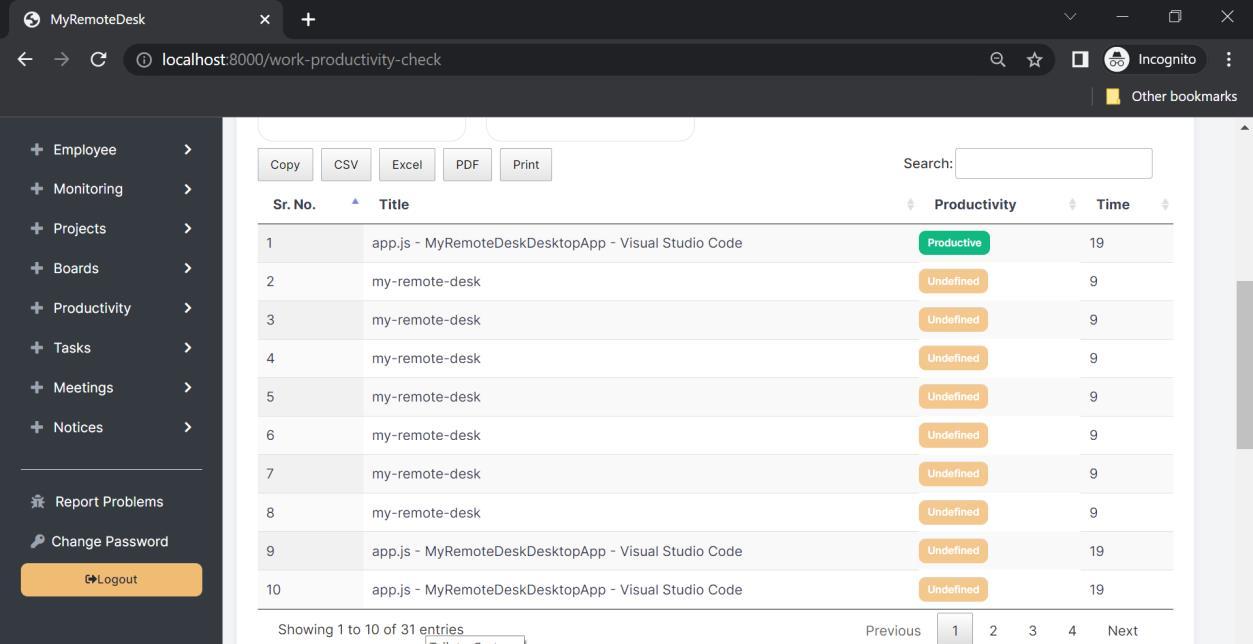 MyRemoteDesk
localhost:8000/work-productivity-check
Incognito
Other bookmarks
Employee
Monitoring
Projects
Boards
Productivity
Tasks
Meetings
Notices
Report Problems
Change Password
Logout
Copy CSV Excel PDF Print Search:
Sr. No. Title Productivity Time
1 app.js - MyRemoteDeskDesktopApp - Visual Studio Code Productive 19
2 my-remote-desk Undefined 9
3 my-remote-desk Undefined 9
4 my-remote-desk Undefined 9
5 my-remote-desk Undefined 9
6 my-remote-desk Undefined 9
7 my-remote-desk Undefined 9
8 my-remote-desk Undefined 9
9 app.js - MyRemoteDeskDesktopApp - Visual Studio Code Undefined 19
10 app.js - MyRemoteDeskDesktopApp - Visual Studio Code Undefined 19
Showing 1 to 10 of 31 entries
Previous 1 2 3 4 Next